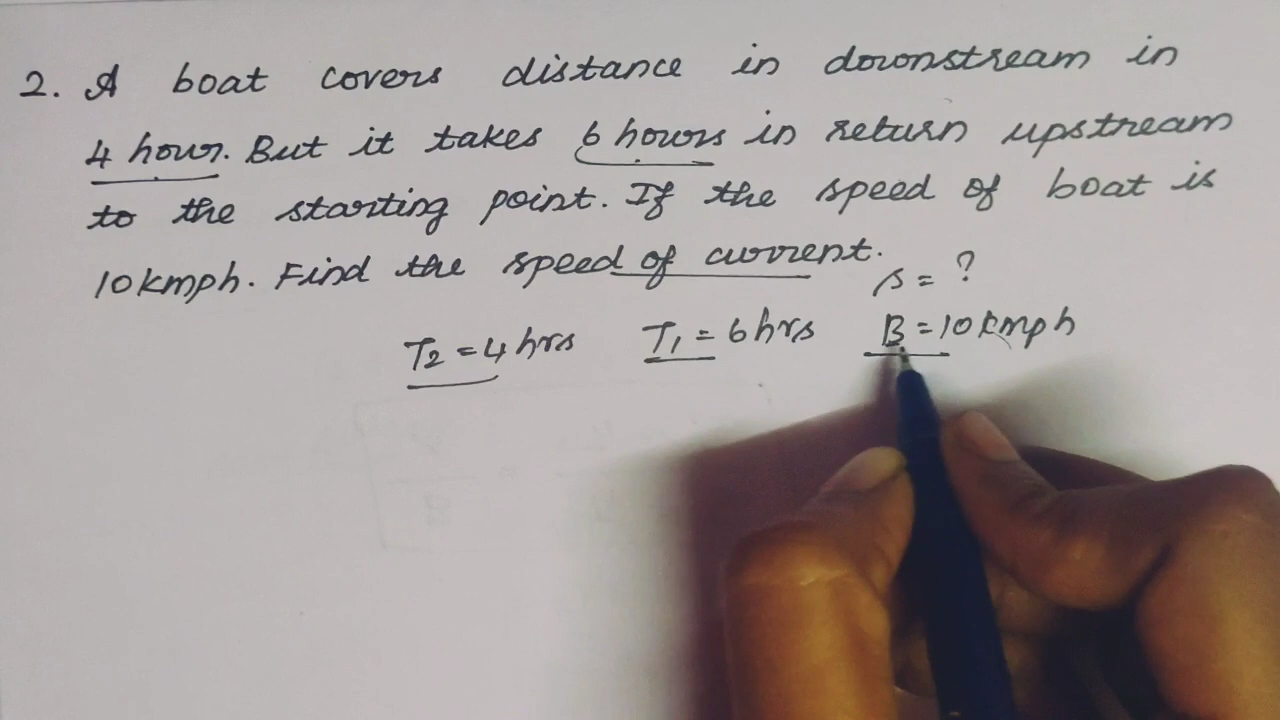 2. A boat covers distance in downstream in
4 hour. But it takes 6 hours in return upstream
to the starting point. If the speed of boat is
10kmph. Find the speed of current.
s = ?
T2 = 4 hrs T1 = 6 hrs B = 10 kmph